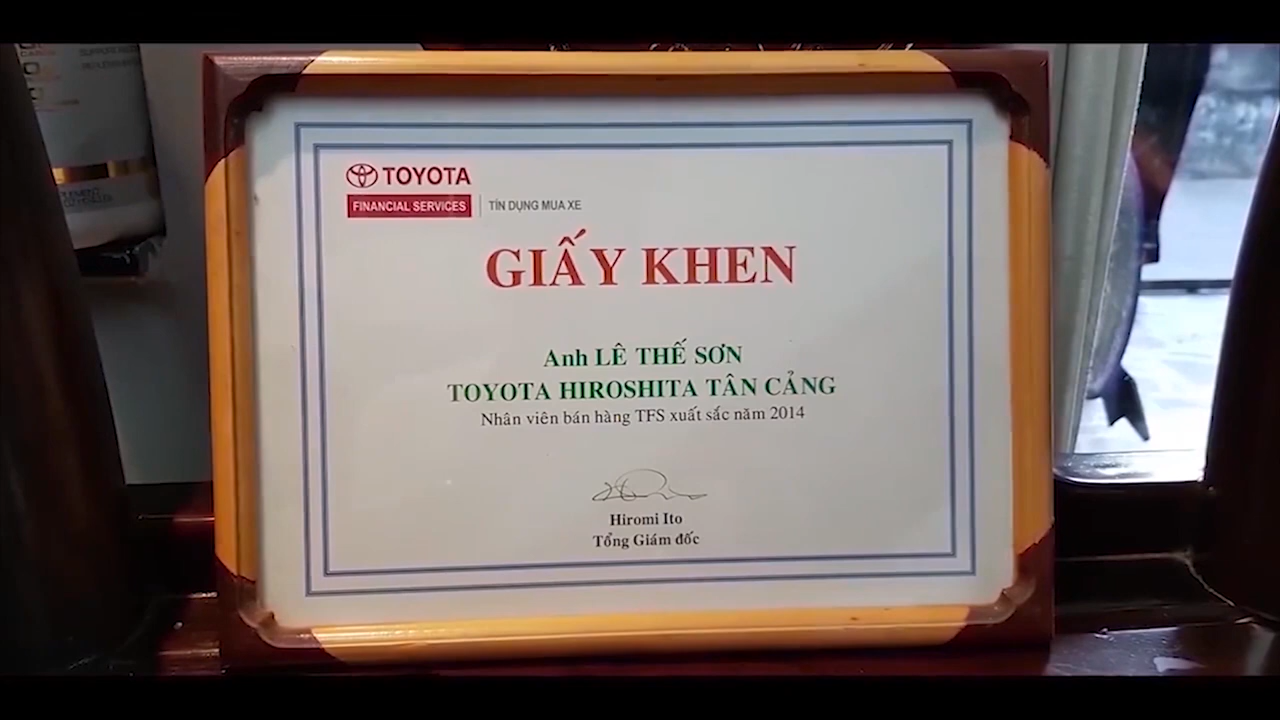 TOYOTA
FINANCIAL SERVICES TÍN DỤNG MUA XE
GIẤY KHEN
Anh LÊ THẾ SƠN
TOYOTA HIROSHITA TÂN CẢNG
Nhân viên bán hàng TFS xuất sắc năm 2014
Hiromi Ito
Tổng Giám đốc